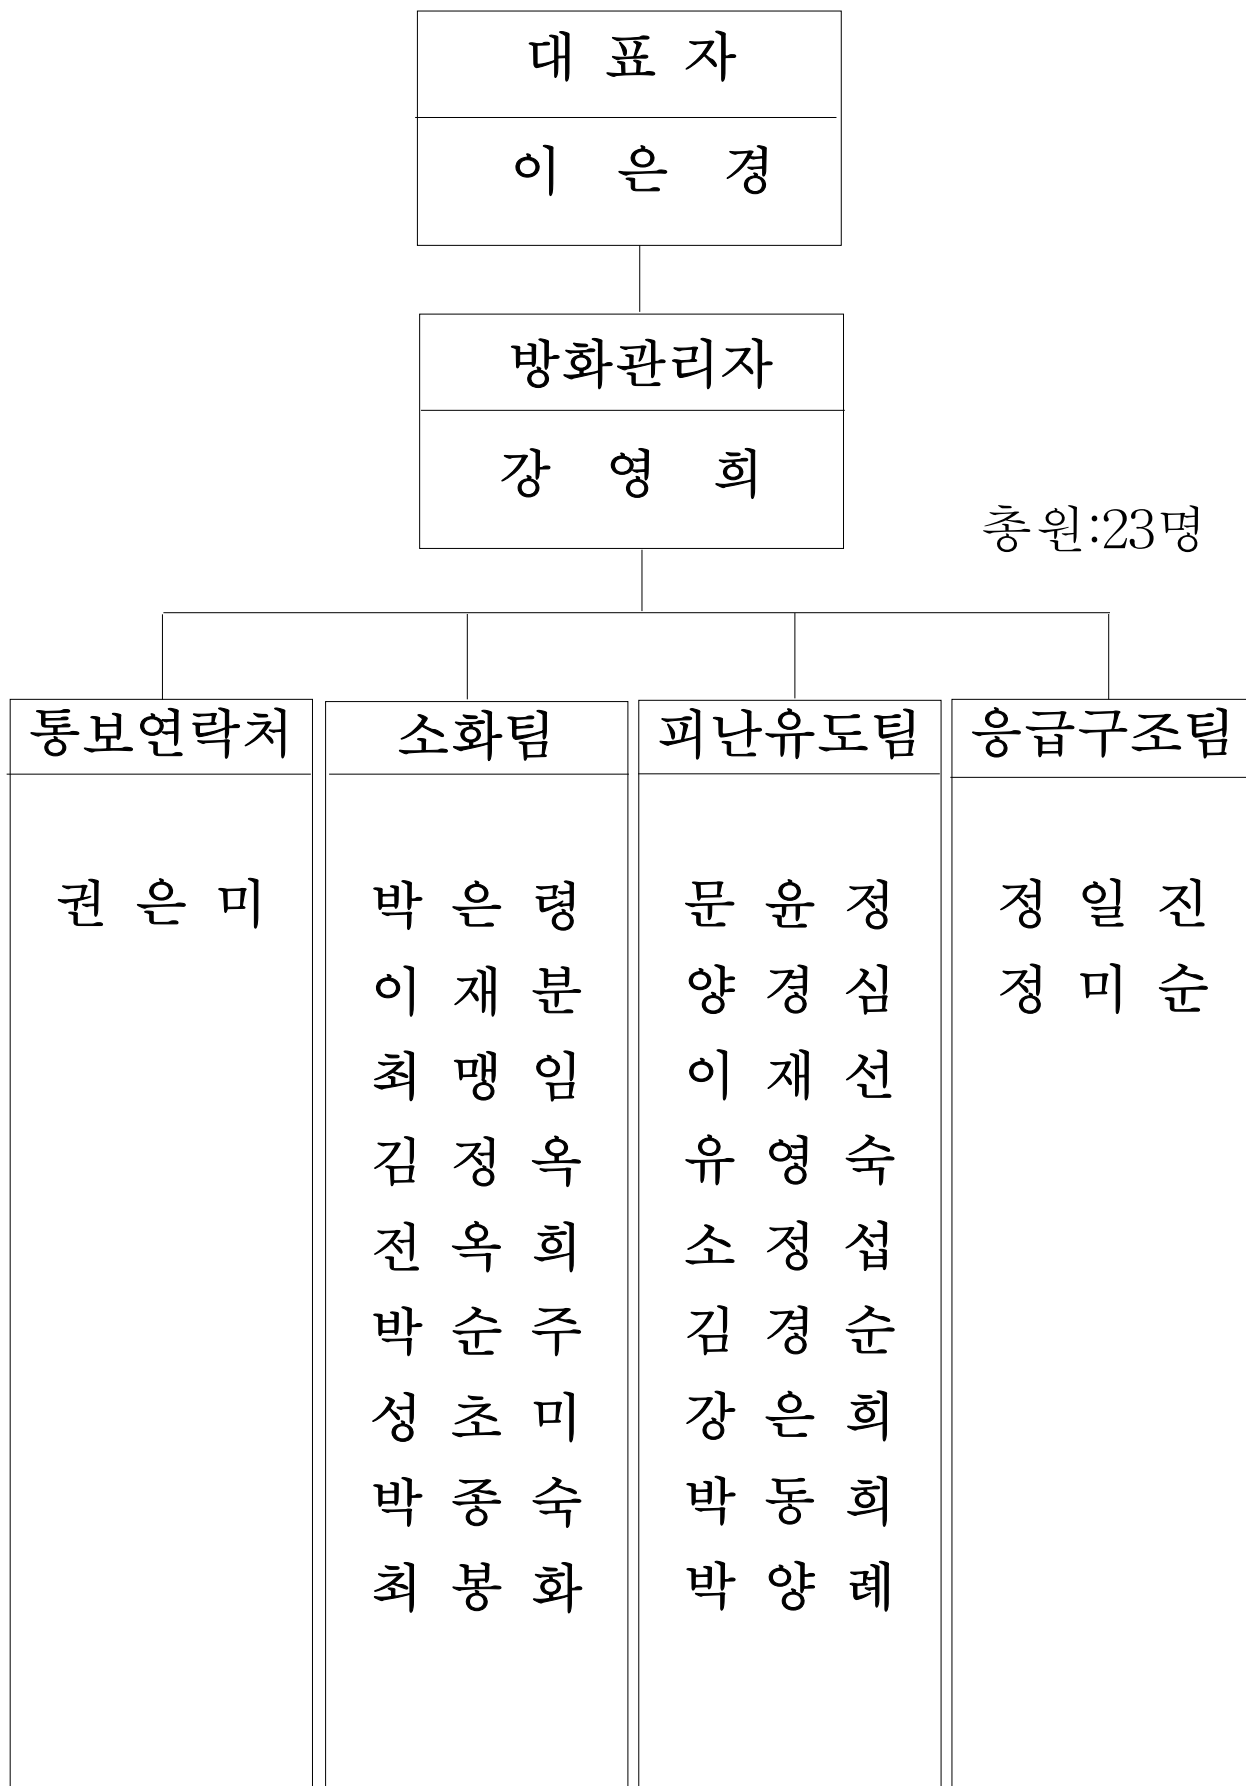 대 표 자
이 은 경
방화관리자
강 영 희
총원:23명
통보연락처
권 은 미
소화팀
박 은 령
이 재 분
최 맹 임
김 정 옥
전 옥 희
박 순 주
성 초 미
박 종 숙
최 봉 화
피난유도팀
문 윤 정
양 경 심
이 재 선
유 영 숙
소 정 섭
김 경 순
강 은 희
박 동 희
박 양 례
응급구조팀
정 일 진
정 미 순